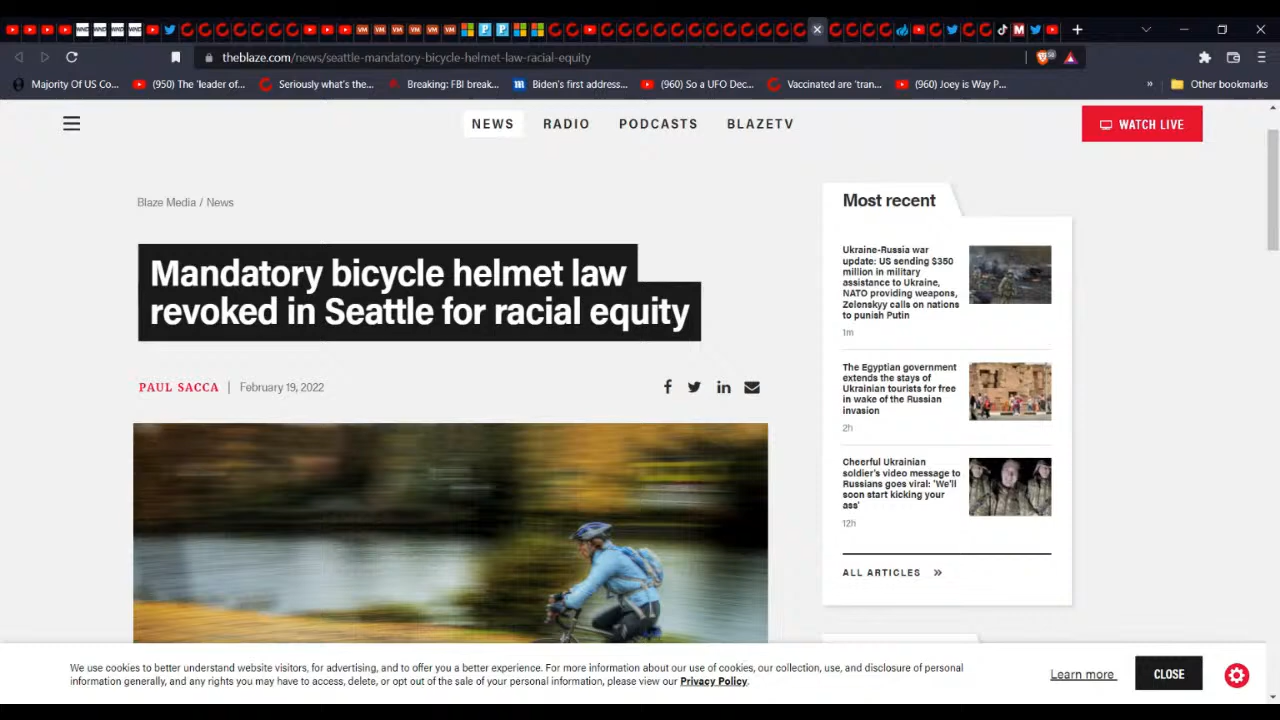 theblaze.com/news/seattle-mandatory-bicycle-helmet-law-racial-equity
Majority Of US Co... (950) The 'leader of... Seriously what's the... Breaking: FBI break... Biden's first address... (960) So a UFO Dec... Vaccinated are 'tran... (960) Joey is Way P... » Other bookmarks
NEWS RADIO PODCASTS BLAZETV
WATCH LIVE
Blaze Media / News
Mandatory bicycle helmet law
revoked in Seattle for racial equity
PAUL SACCA | February 19, 2022
Most recent
Ukraine-Russia war
update: US sending $350
million in military
assistance to Ukraine,
NATO providing weapons,
Zelenskyy calls on nations
to punish Putin
1m
The Egyptian government
extends the stays of
Ukrainian tourists for free
in wake of the Russian
invasion
2h
Cheerful Ukrainian
soldier's video message to
Russians goes viral: 'We'll
soon start kicking your
ass'
12h
ALL ARTICLES »
We use cookies to better understand website visitors, for advertising, and to offer you a better experience. For more information about our use of cookies, our collection, use, and disclosure of personal
information generally, and any rights you may have to access, delete, or opt out of the sale of your personal information, please view our Privacy Policy.
Learn more
CLOSE